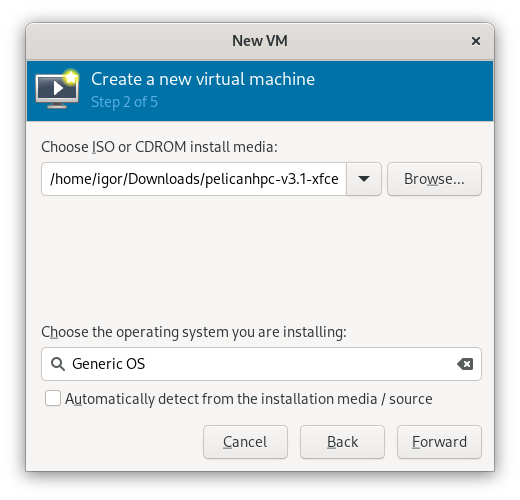 New VM
Create a new virtual machine
Step 2 of 5
Choose ISO or CDROM install media:
/home/igor/Downloads/pelicanhpc-v3.1-xfce
Browse...
Choose the operating system you are installing:
Generic OS
Automatically detect from the installation media / source
Cancel
Back
Forward